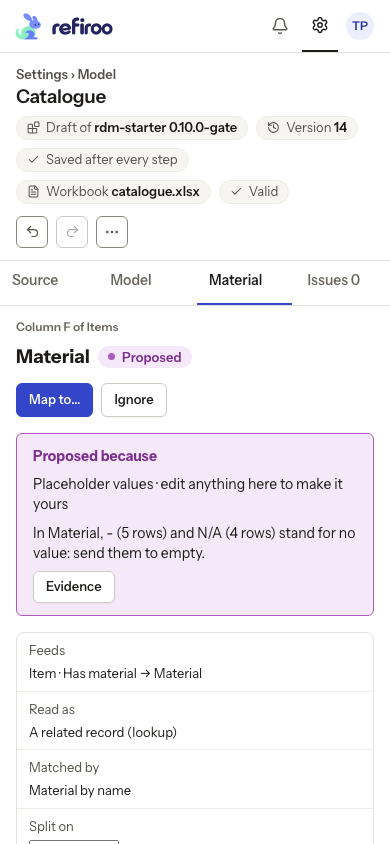 refiroo
TP
Settings › Model
Catalogue
Draft of rdm-starter 0.10.0-gate
Version 14
Saved after every step
Workbook catalogue.xlsx
Valid
Source
Model
Material
Issues 0
Column F of Items
Material
Proposed
Map to...
Ignore
Proposed because
Placeholder values · edit anything here to make it
yours
In Material, - (5 rows) and N/A (4 rows) stand for no
value: send them to empty.
Evidence
Feeds
Item · Has material → Material
Read as
A related record (lookup)
Matched by
Material by name
Split on